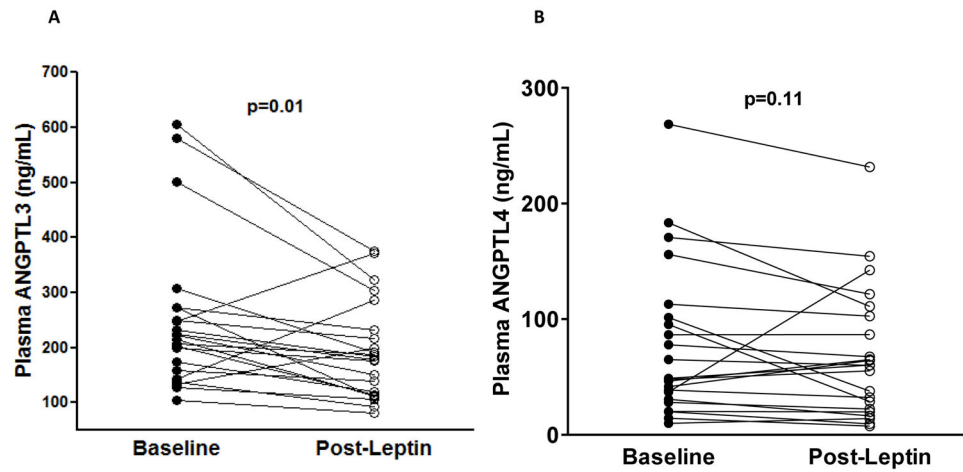 A
Plasma ANGPTL3 (ng/mL)
700
600
500
400
300
200
100
p=0.01
Baseline
Post-Leptin
B
Plasma ANGPTL4 (ng/mL)
300
200
100
0
p=0.11
Baseline
Post-Leptin